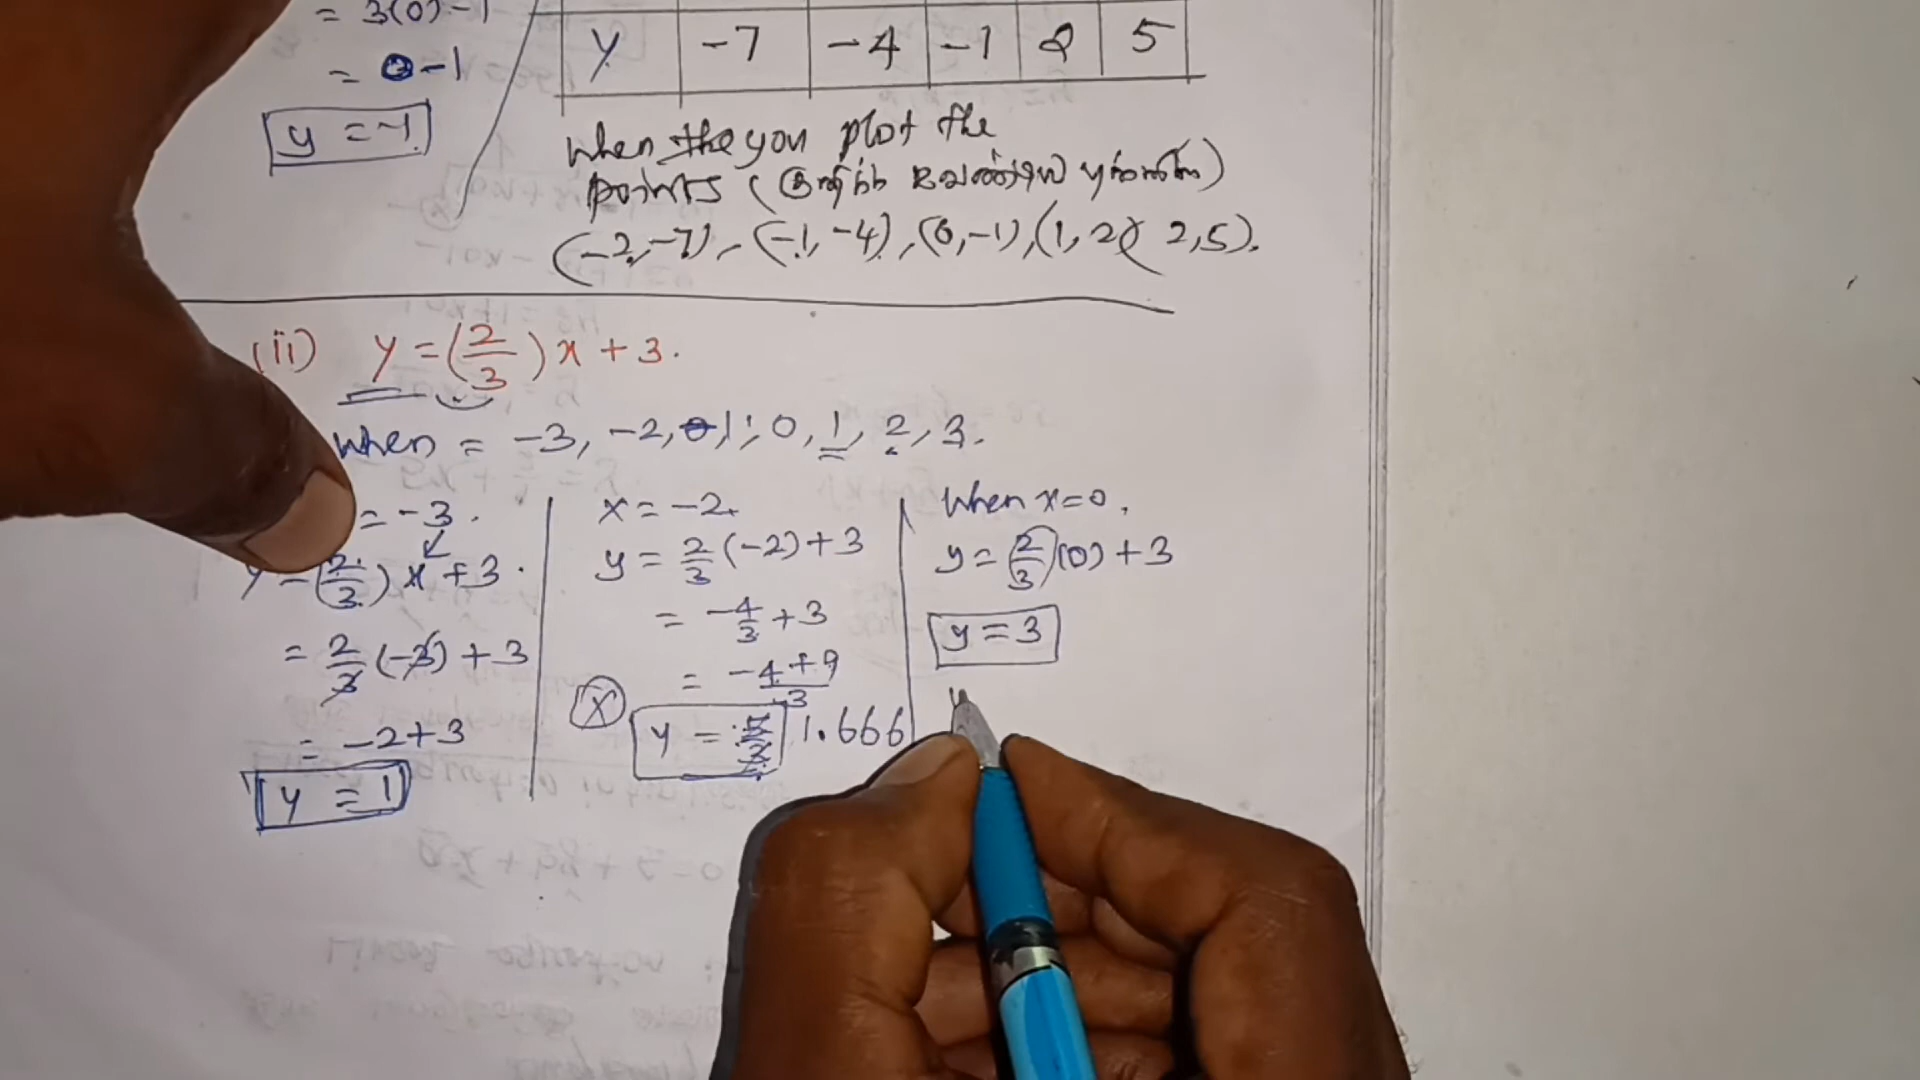 = 3(0) - 1
= 0 - 1
y = -1
y -7 -4 -1 2 5
When the you plot the
points (குறிக்க வேண்டிய புள்ளி)
(-2, -7), (-1, -4), (0, -1), (1, 2)( 2, 5).
(ii) y = (2/3) x + 3.
When = -3, -2, 0, 1, 0, 1, 2, 3.
= -3.
y = (2/3) x + 3.
= 2/3 (-3) + 3
= -2 + 3
y = 1
x = -2
y = 2/3 (-2) + 3
= -4/3 + 3
= -4 + 9 / 3
x
y = 1.666
When x = 0,
y = (2/3)(0) + 3
y = 3